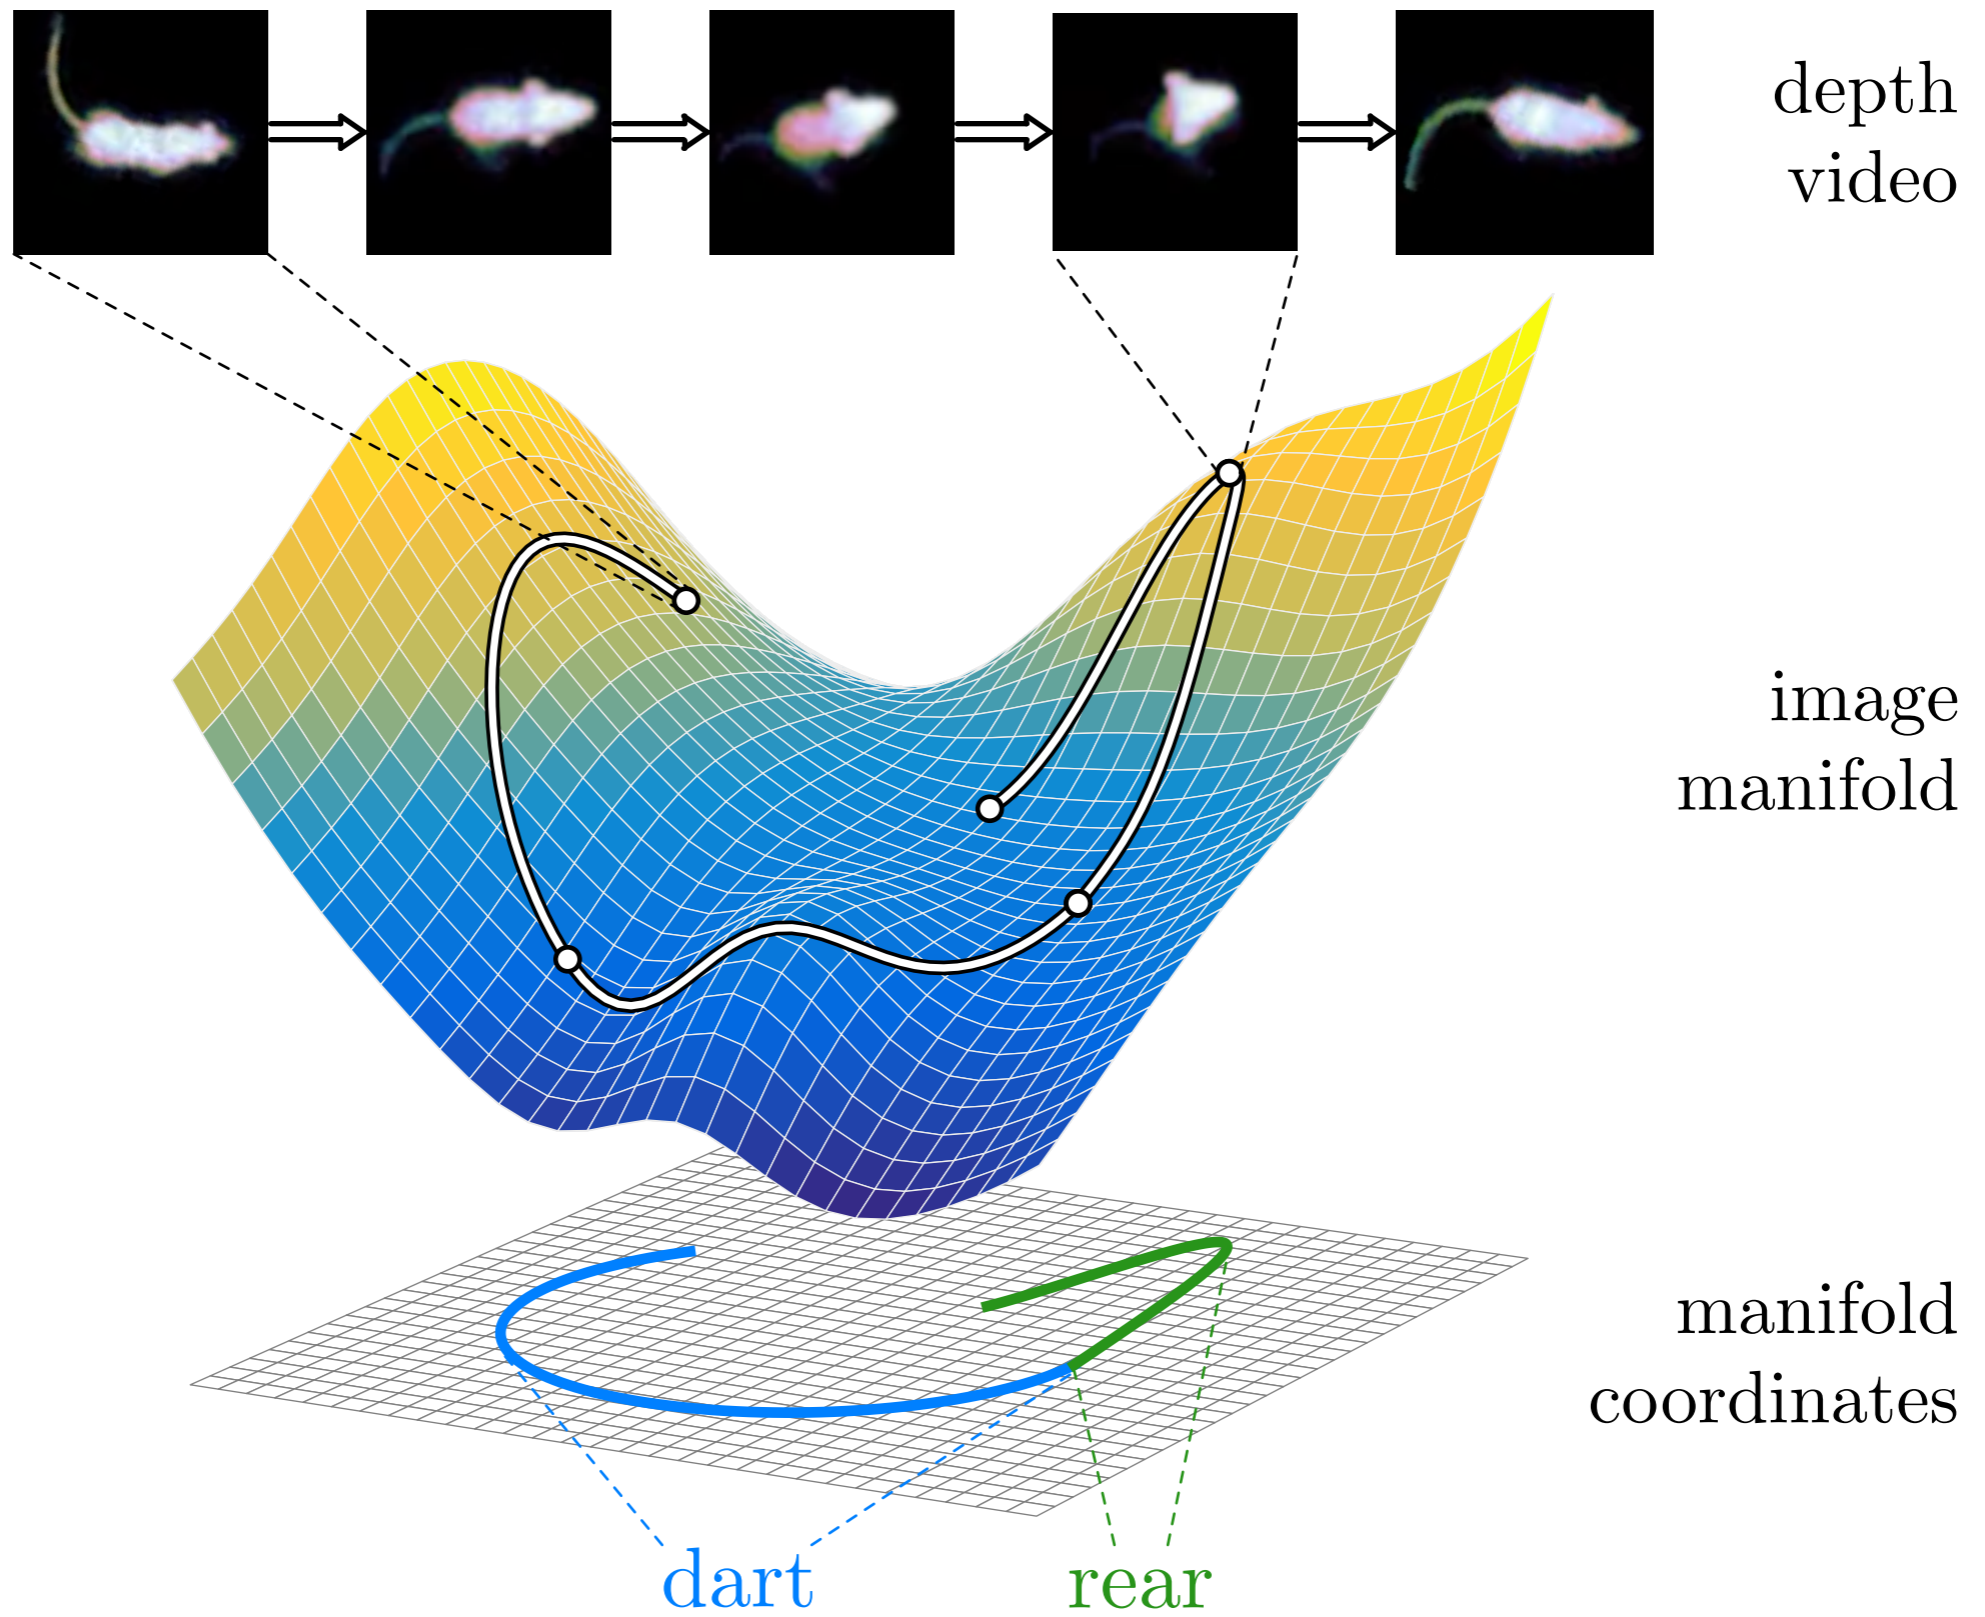 depth
video
image
manifold
manifold
coordinates
dart
rear